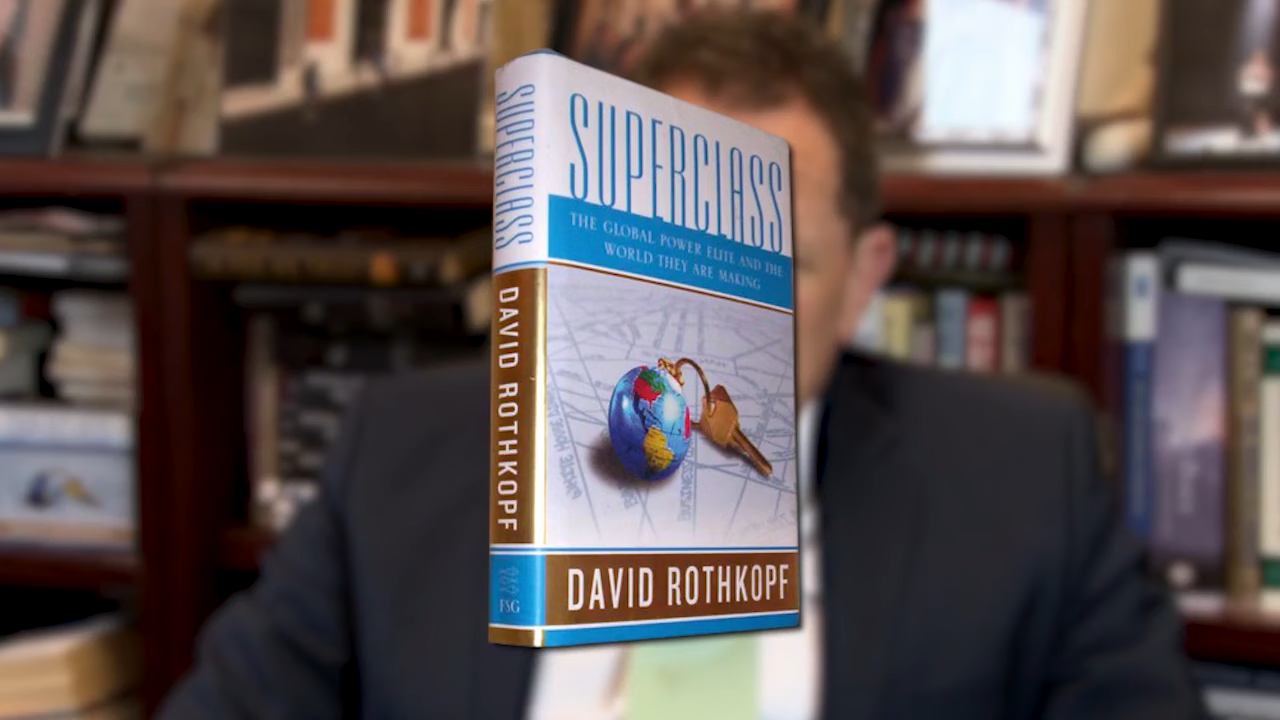 SUPERCLASS
DAVID ROTHKOPF
FSG
SUPERCLASS
THE GLOBAL POWER ELITE AND THE
WORLD THEY ARE MAKING
DAVID ROTHKOPF